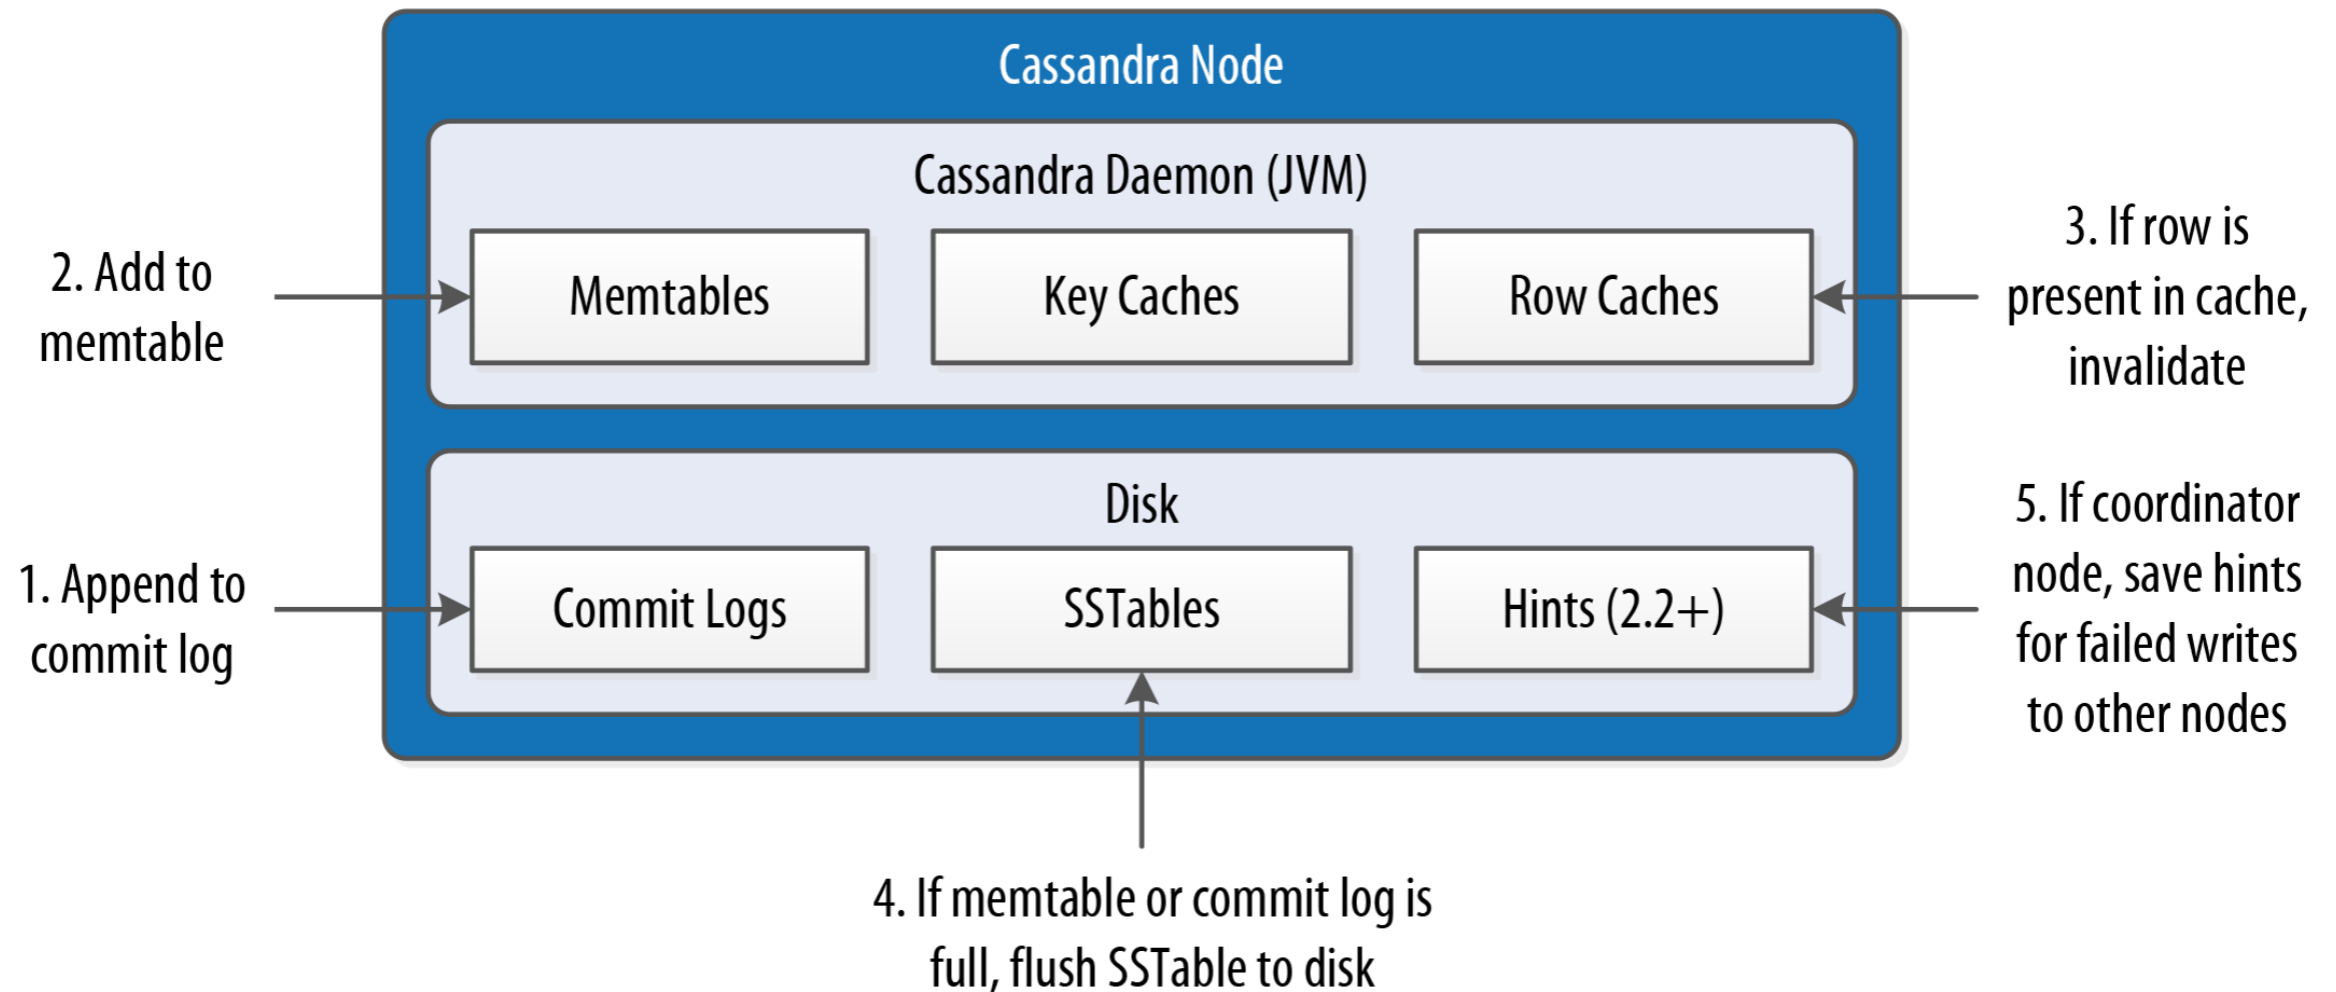 Cassandra Node
Cassandra Daemon (JVM)
2. Add to
memtable
Memtables
Key Caches
Row Caches
3. If row is
present in cache,
invalidate
Disk
1. Append to
commit log
Commit Logs
SSTables
Hints (2.2+)
5. If coordinator
node, save hints
for failed writes
to other nodes
4. If memtable or commit log is
full, flush SSTable to disk